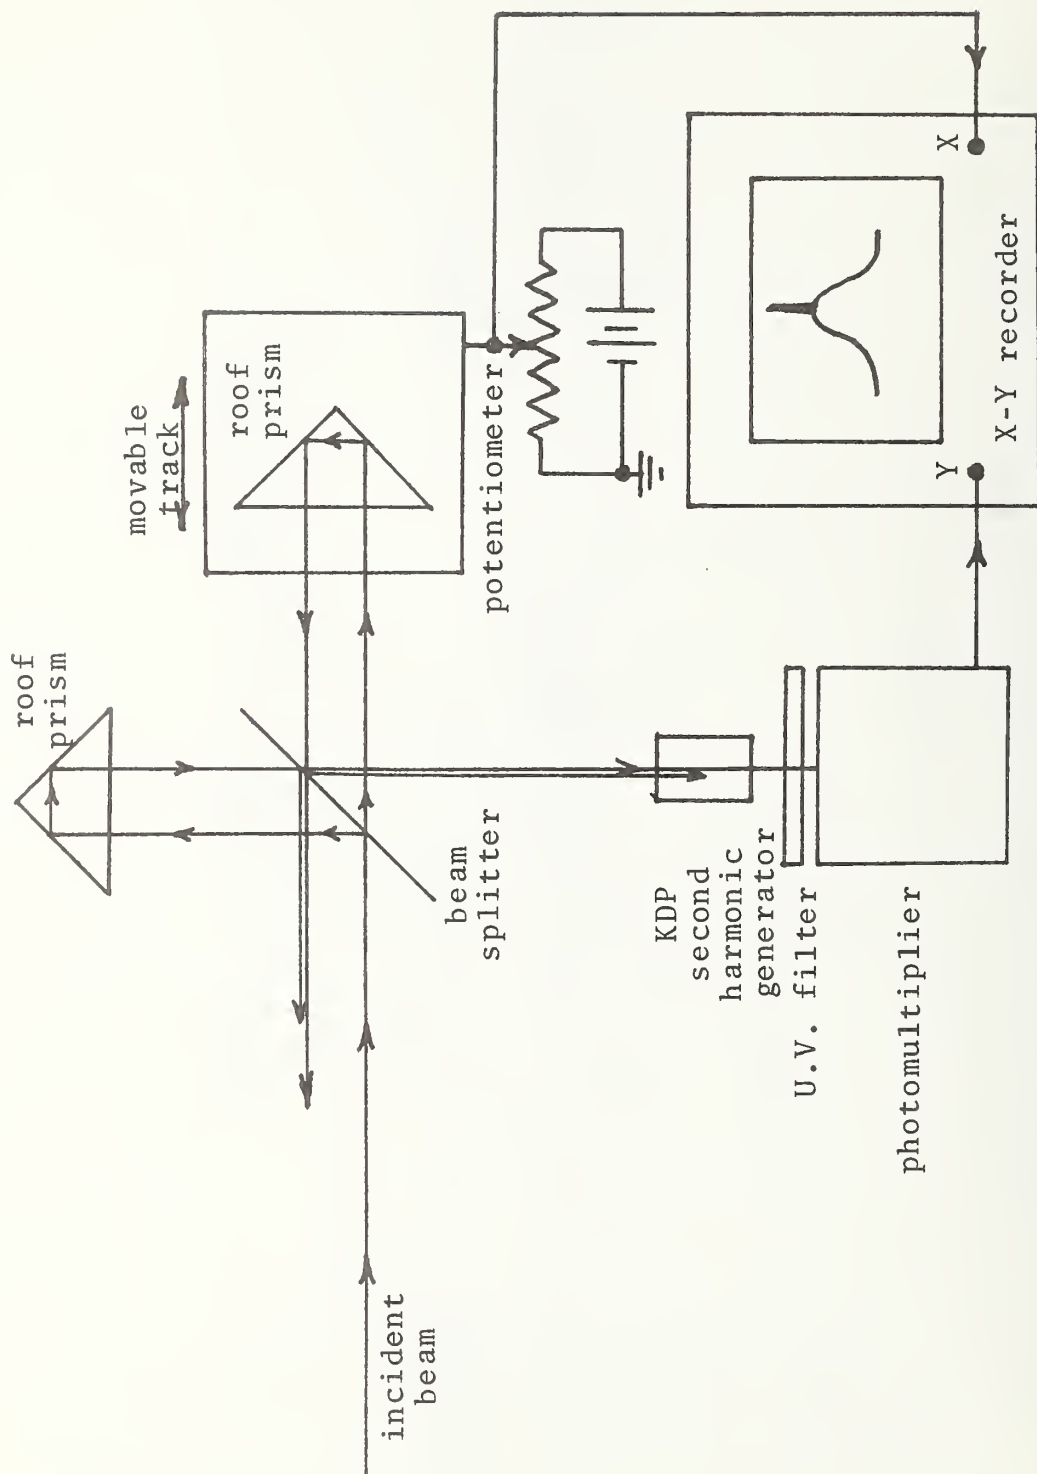 roof
prism
movable
track
roof
prism
incident
beam
beam
splitter
potentiometer
KDP
second
harmonic
generator
U.V. filter
photomultiplier
Y
X
X-Y recorder